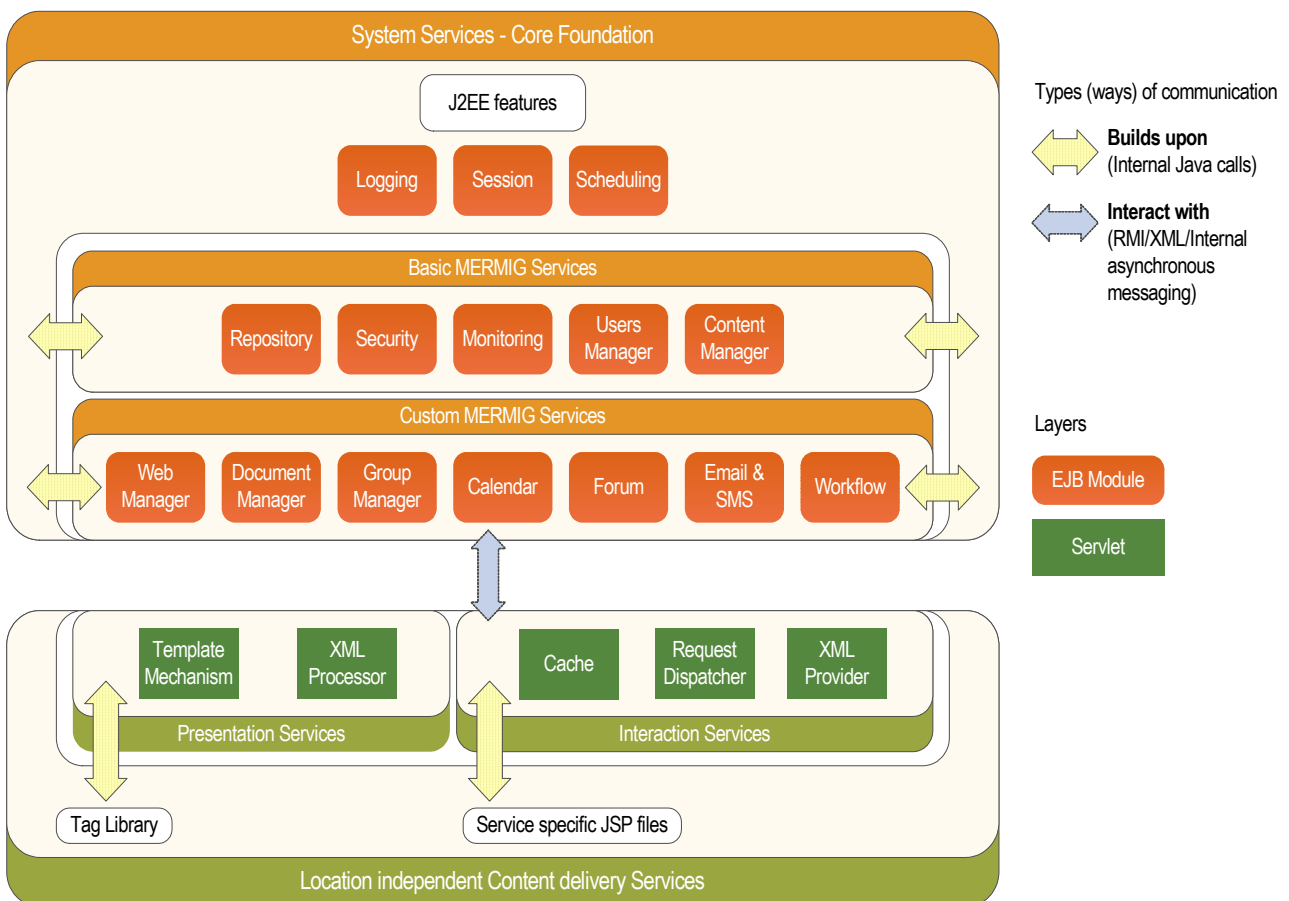 System Services - Core Foundation
J2EE features
Logging
Session
Scheduling
Basic MERMIG Services
Repository
Security
Monitoring
Users
Manager
Content
Manager
Custom MERMIG Services
Web
Manager
Document
Manager
Group
Manager
Calendar
Forum
Email &
SMS
Workflow
Template
Mechanism
XML
Processor
Cache
Request
Dispatcher
XML
Provider
Presentation Services
Interaction Services
Tag Library
Service specific JSP files
Location independent Content delivery Services
Types (ways) of communication
Builds upon
(Internal Java calls)
Interact with
(RMI/XML/Internal
asynchronous
messaging)
Layers
EJB Module
Servlet